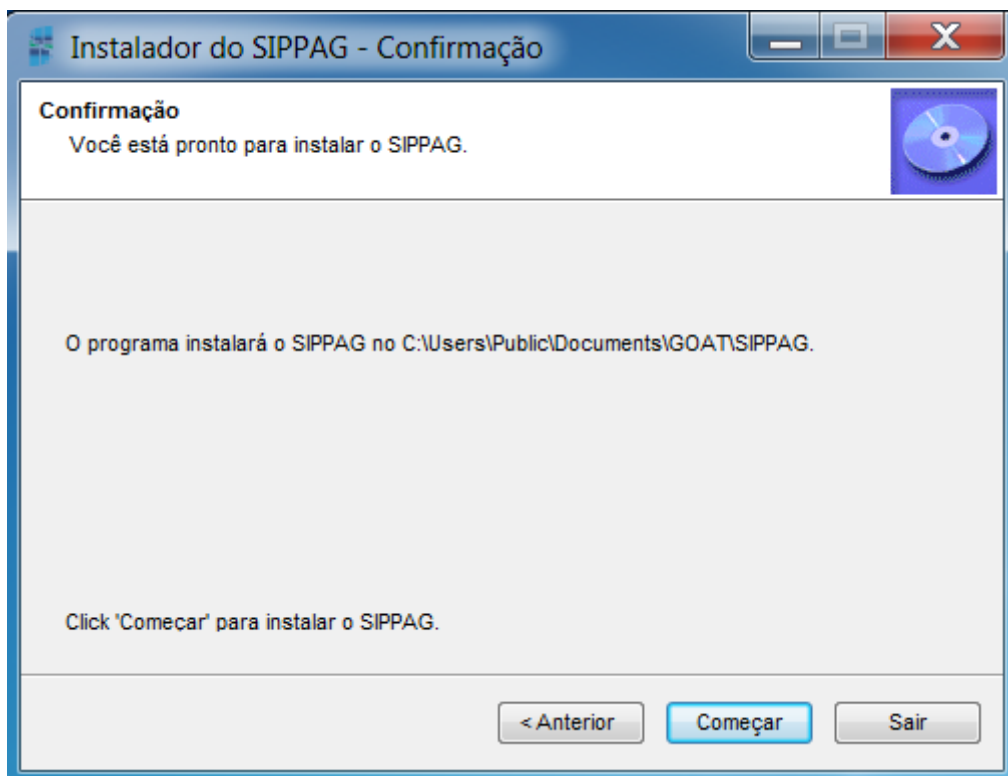 Instalador do SIPPAG - Confirmação
Confirmação
Você está pronto para instalar o SIPPAG.
O programa instalará o SIPPAG no C:\Users\Public\Documents\GOAT\SIPPAG.
Click 'Começar' para instalar o SIPPAG.
< Anterior
Começar
Sair